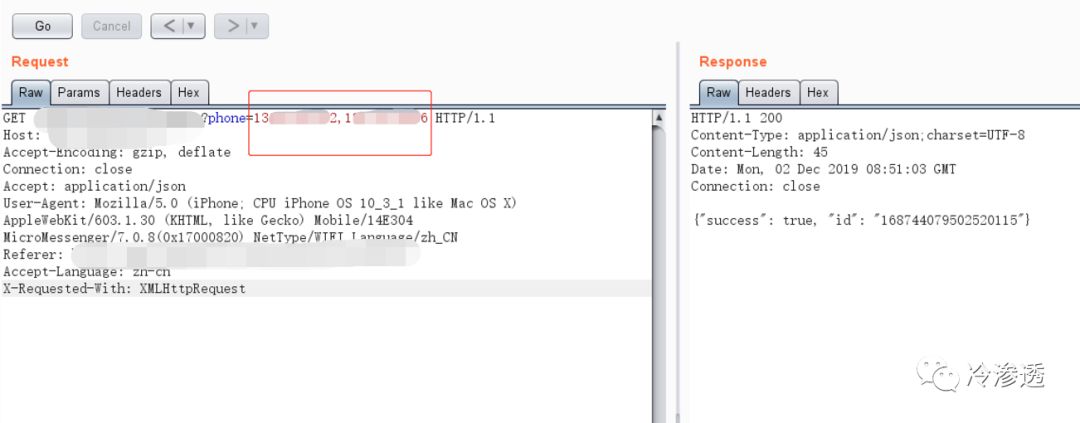 Go
Cancel
< | ▼
> | ▼
Request
Raw
Params
Headers
Hex
GET ?phone=13 2,1 6 HTTP/1.1
Host:
Accept-Encoding: gzip, deflate
Connection: close
Accept: application/json
User-Agent: Mozilla/5.0 (iPhone; CPU iPhone OS 10_3_1 like Mac OS X)
AppleWebKit/603.1.30 (KHTML, like Gecko) Mobile/14E304
MicroMessenger/7.0.8(0x17000820) NetType/WIFI Language/zh_CN
Referer:
Accept-Language: zh-cn
X-Requested-With: XMLHttpRequest
Response
Raw
Headers
Hex
HTTP/1.1 200
Content-Type: application/json;charset=UTF-8
Content-Length: 45
Date: Mon, 02 Dec 2019 08:51:03 GMT
Connection: close
{"success": true, "id": "168744079502520115"}
冷渗透